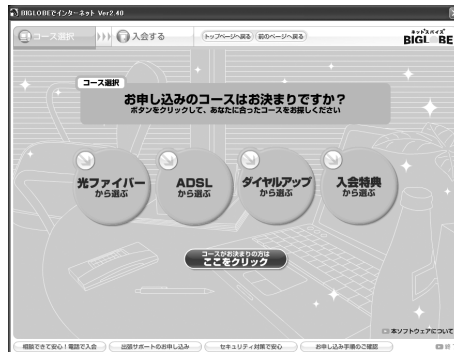 BIGLOBEでインターネット Ver2.40
コース選択
入会する
トップページへ戻る
前のページへ戻る
BIGLOBE
コース選択
お申し込みのコースはお決まりですか？
ボタンをクリックして、あなたに合ったコースをお探しください
光ファイバー
から選ぶ
ADSL
から選ぶ
ダイヤルアップ
から選ぶ
入会特典
から選ぶ
コースがお決まりの方は
ここをクリック
本ソフトウェアについて
相談できて安心！電話で入会
出張サポートのお申し込み
セキュリティ対策で安心
お申し込み手順のご確認